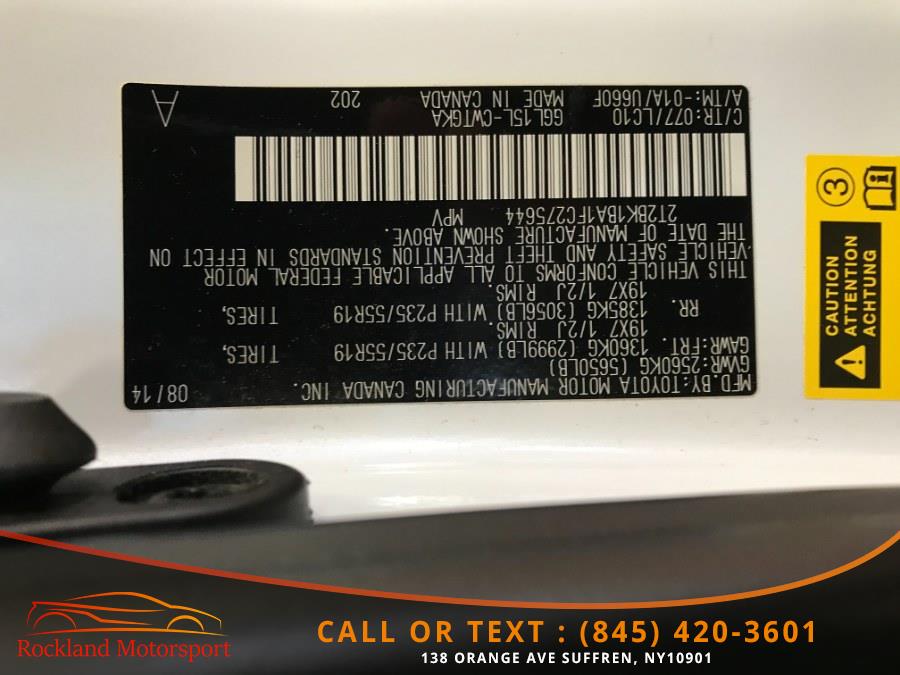 MFD.BY:TOYOTA MOTOR MANUFACTURING CANADA INC. 08/14
GVWR:2560KG(5650LB)
GAWR:FRT. 1360KG(2999LB) WITH P235/55R19 TIRES,
19X7 1/2J RIMS.
RR. 1385KG(3056LB) WITH P235/55R19 TIRES,
19X7 1/2J RIMS.
THIS VEHICLE CONFORMS TO ALL APPLICABLE FEDERAL MOTOR
VEHICLE SAFETY AND THEFT PREVENTION STANDARDS IN EFFECT ON
THE DATE OF MANUFACTURE SHOWN ABOVE.
2T2BK1BA1FC275644 MPV
C/TR:077/LC10 GGL15L-CWTGKA
A/TM:-01A/U660F MADE IN CANADA 202 A
CAUTION
ATTENTION
ACHTUNG
3
Rockland Motorsport
CALL OR TEXT : (845) 420-3601
138 ORANGE AVE SUFFREN, NY10901